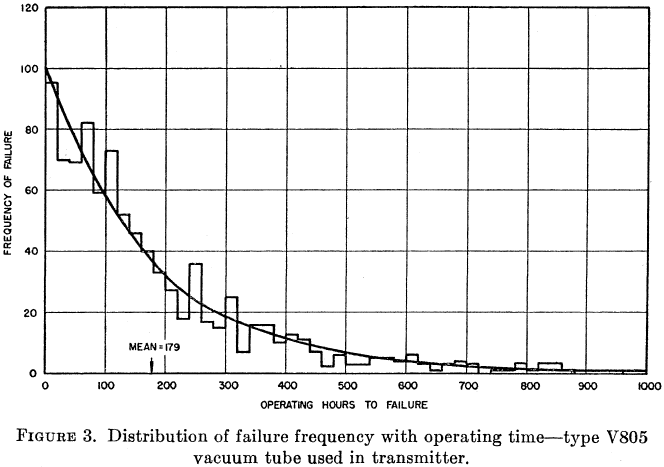 120
100
80
60
40
20
0
FREQUENCY OF FAILURE
MEAN=179
0 100 200 300 400 500 600 700 800 900 1000
OPERATING HOURS TO FAILURE
FIGURE 3. Distribution of failure frequency with operating time—type V805
vacuum tube used in transmitter.